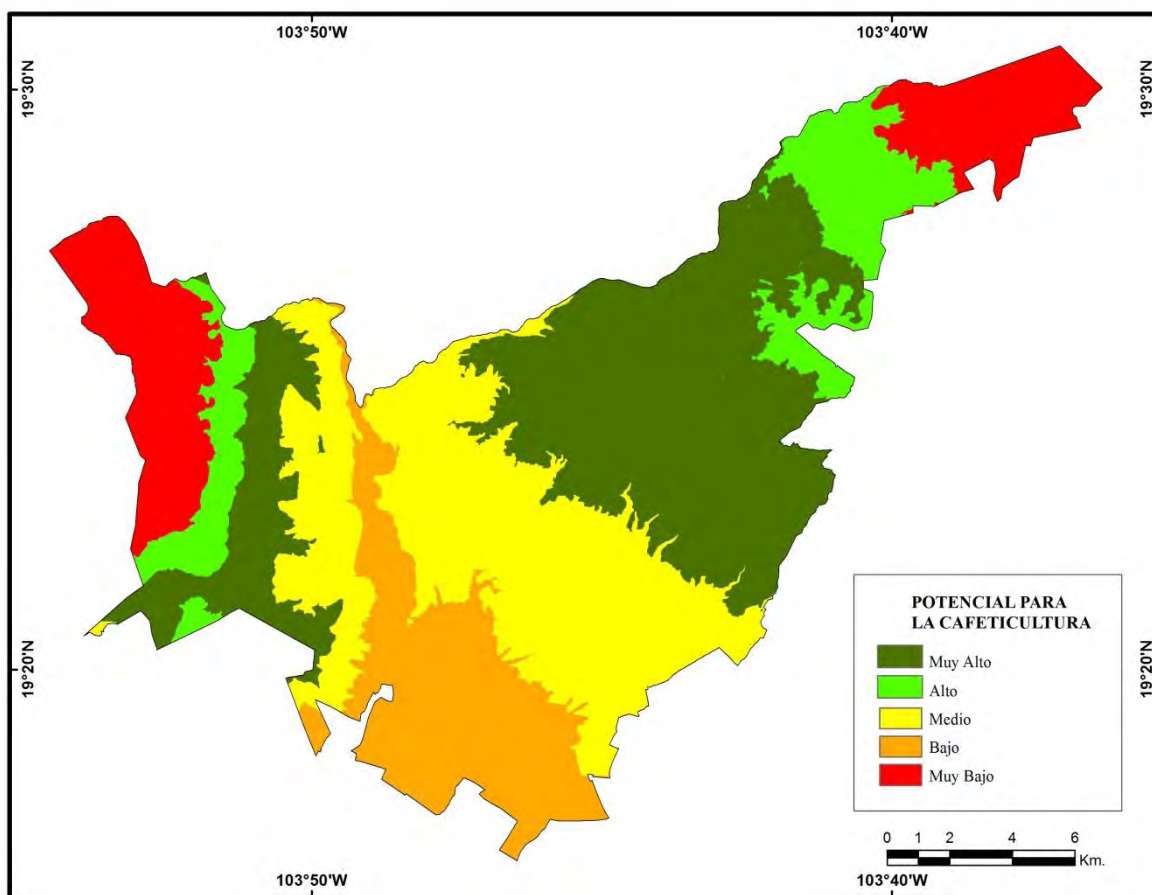 103°50'W 103°40'W
19°30'N 19°30'N
19°20'N 19°20'N
POTENCIAL PARA
LA CAFETICULTURA
Muy Alto
Alto
Medio
Bajo
Muy Bajo
0 1 2 4 6
Km.
103°50'W 103°40'W